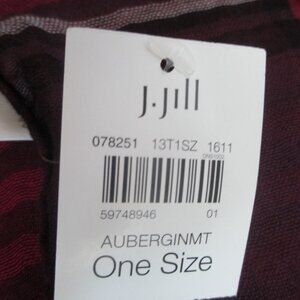 J.Jill
078251 13T1SZ 1611
59748946 01
AUBERGINMT
One Size